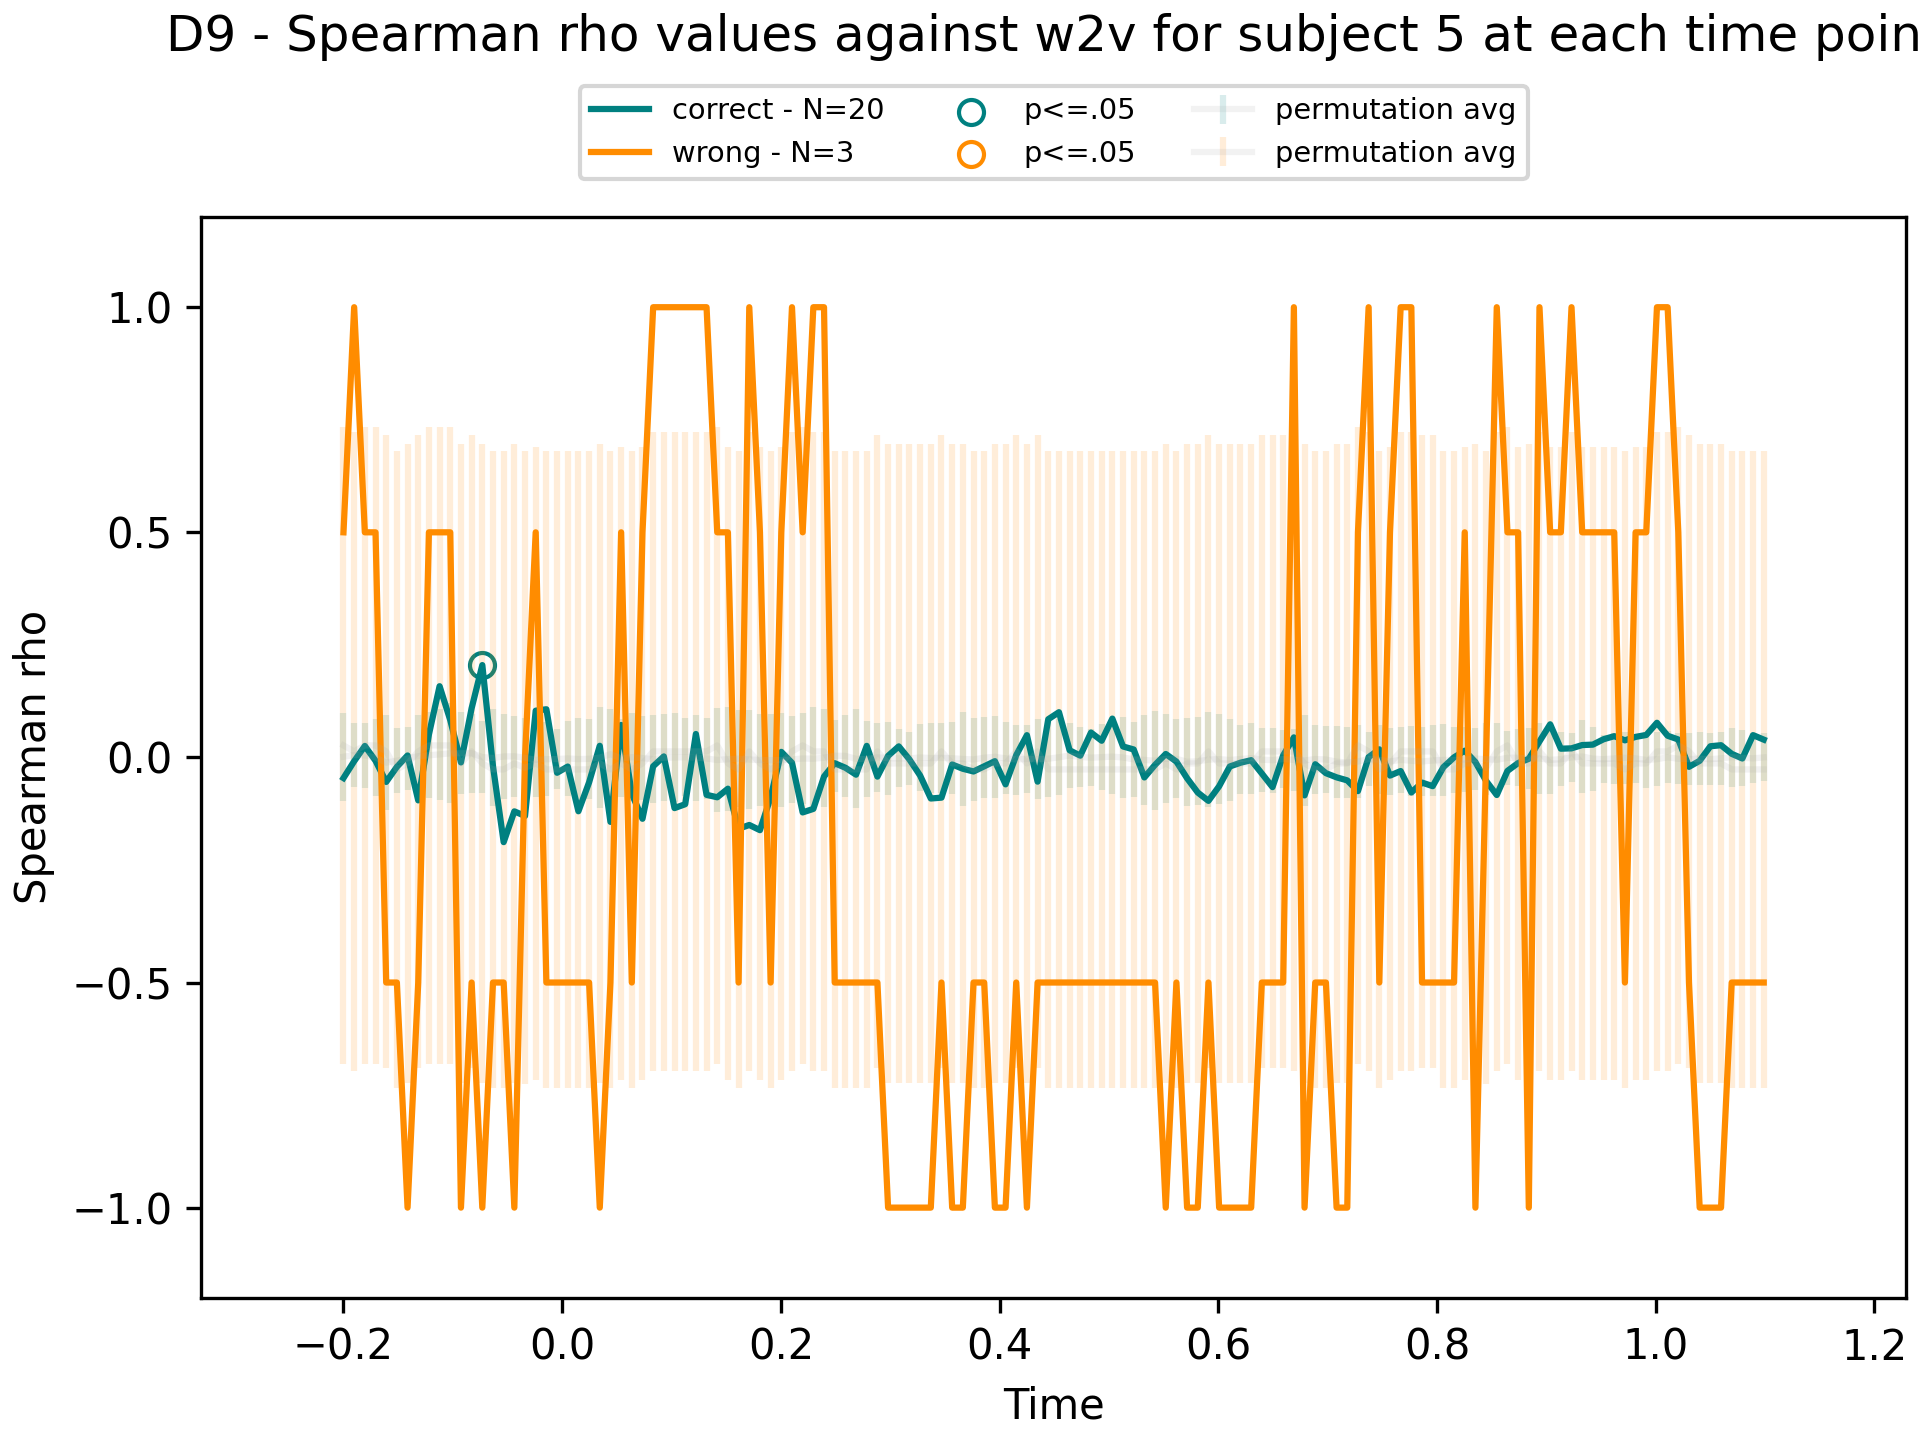 D9 - Spearman rho values against w2v for subject 5 at each time poin
correct - N=20 p<=.05 permutation avg
wrong - N=3 p<=.05 permutation avg
1.0
0.5
0.0
−0.5
−1.0
Spearman rho
−0.2 0.0 0.2 0.4 0.6 0.8 1.0 1.2
Time